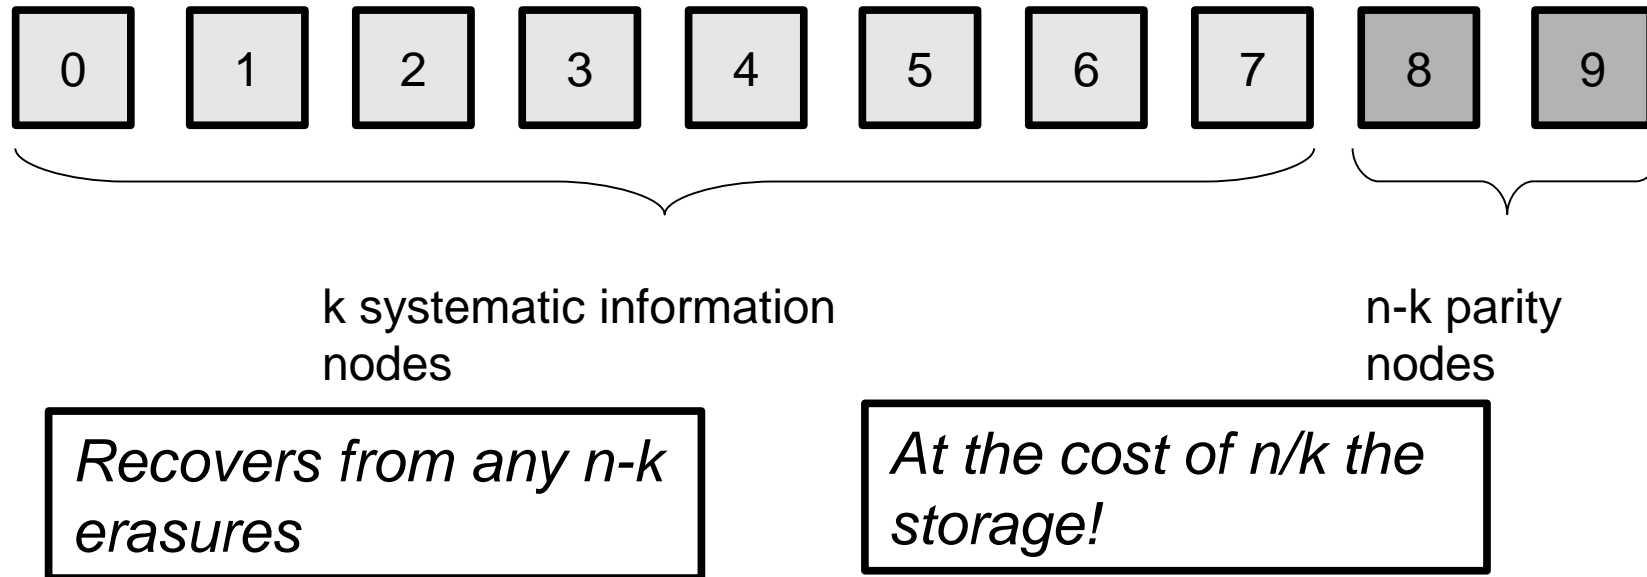 0 1 2 3 4 5 6 7 8 9
k systematic information
nodes
n-k parity
nodes
Recovers from any n-k
erasures
At the cost of n/k the
storage!